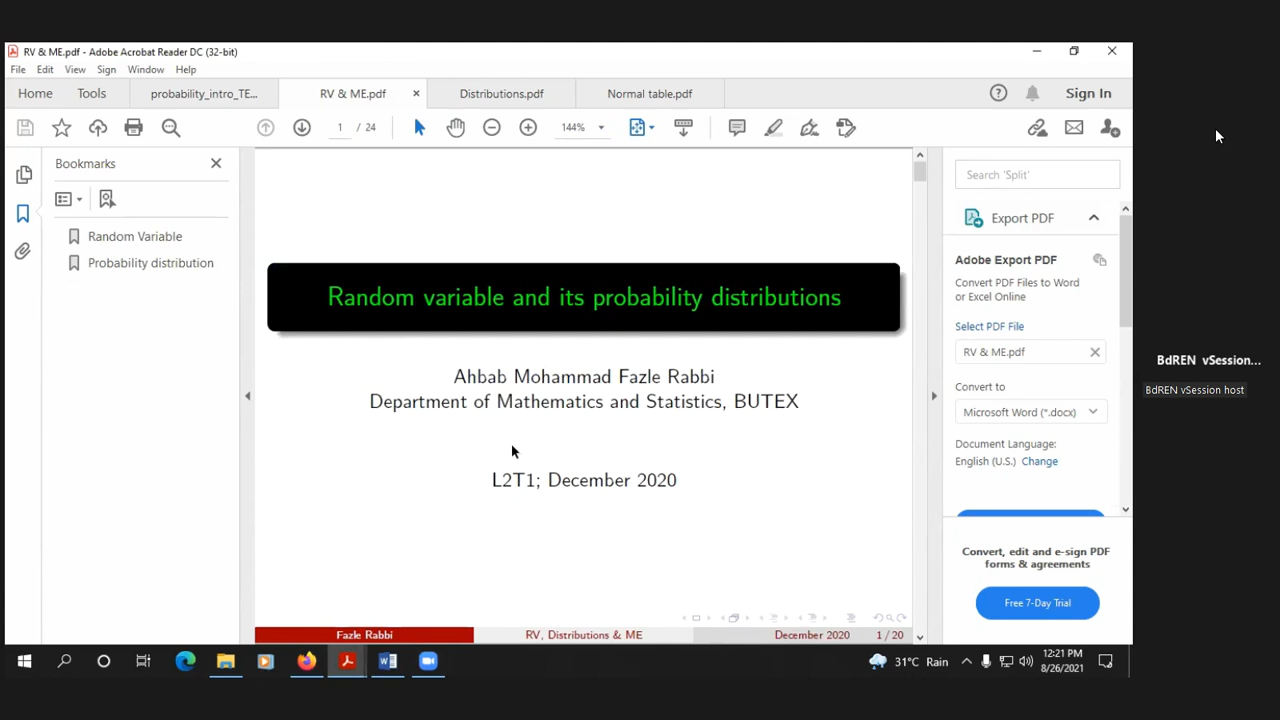 RV & ME.pdf - Adobe Acrobat Reader DC (32-bit)
File Edit View Sign Window Help
Home Tools probability_intro_TE... RV & ME.pdf Distributions.pdf Normal table.pdf Sign In
1 / 24 144%
Bookmarks
Random Variable
Probability distribution
Random variable and its probability distributions
Ahbab Mohammad Fazle Rabbi
Department of Mathematics and Statistics, BUTEX
L2T1; December 2020
Fazle Rabbi RV, Distributions & ME December 2020 1 / 20
Search 'Split'
Export PDF
Adobe Export PDF
Convert PDF Files to Word
or Excel Online
Select PDF File
RV & ME.pdf
Convert to
Microsoft Word (*.docx)
Document Language:
English (U.S.) Change
Convert, edit and e-sign PDF
forms & agreements
Free 7-Day Trial
BdREN vSession...
BdREN vSession host
31°C Rain
12:21 PM
8/26/2021